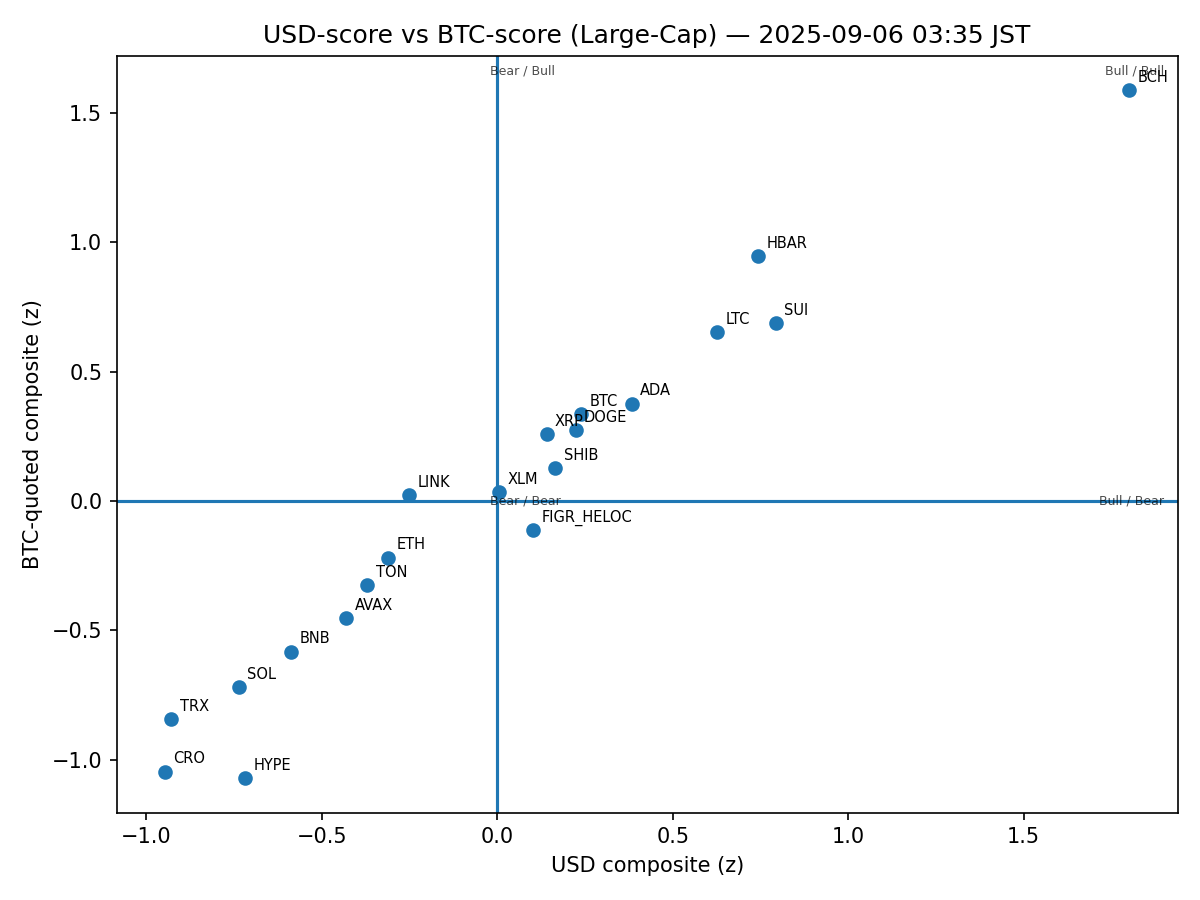 USD-score vs BTC-score (Large-Cap) — 2025-09-06 03:35 JST
Bear / Bull
Bull / Bull
BCH
HBAR
SUI
LTC
ADA
BTC
DOGE
XRP
SHIB
XLM
LINK
Bear / Bear
Bull / Bear
FIGR_HELOC
ETH
TON
AVAX
BNB
SOL
TRX
CRO
HYPE
1.5
1.0
0.5
0.0
−0.5
−1.0
BTC-quoted composite (z)
−1.0
−0.5
0.0
0.5
1.0
1.5
USD composite (z)